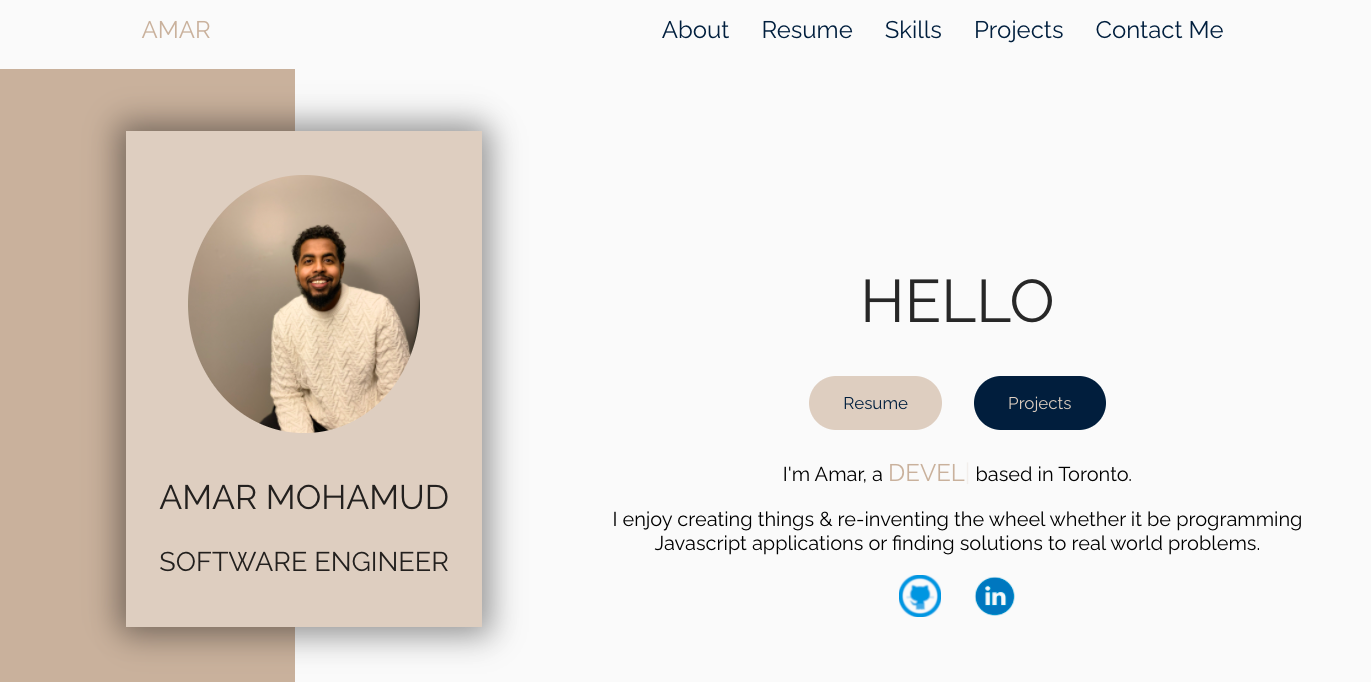 AMAR
About Resume Skills Projects Contact Me
AMAR MOHAMUD
SOFTWARE ENGINEER
HELLO
Resume Projects
I'm Amar, a DEVEL| based in Toronto.
I enjoy creating things & re-inventing the wheel whether it be programming
Javascript applications or finding solutions to real world problems.
in